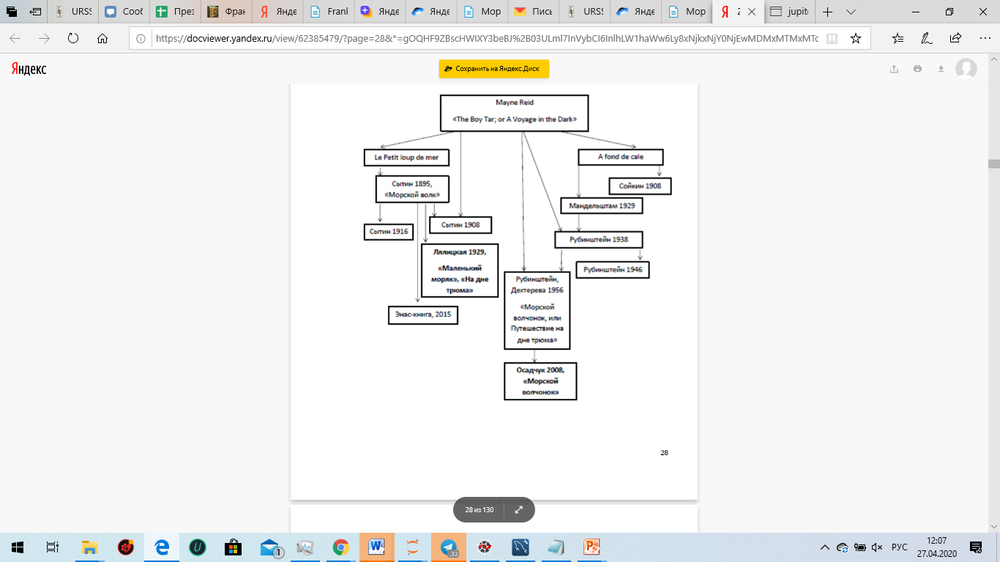 URSS
Сооб
През
Фран
Янде
Frank
Янде
Янде
Мор
Пись
URSS
Янде
Мор
2
jupit
https://docviewer.yandex.ru/view/62385479/?page=28&*=
Яндекс
Сохранить на Яндекс.Диск
Mayne Reid
«The Boy Tar; or A Voyage in the Dark»
Le Petit loup de mer
A fond de cale
Сытин 1895,
«Морской волк»
Сойкин 1908
Мандельштам 1929
Сытин 1908
Сытин 1916
Рубинштейн 1938
Лялицкая 1929,
«Маленький
моряк», «На дне
трюма»
Рубинштейн 1946
Рубинштейн,
Дехтерева 1956
«Морской
волчонок, или
Путешествие на
дне трюма»
Энас-книга, 2015
Осадчук 2008,
«Морской
волчонок»
28
28 из 130
1
32
РУС
12:07
27.04.2020